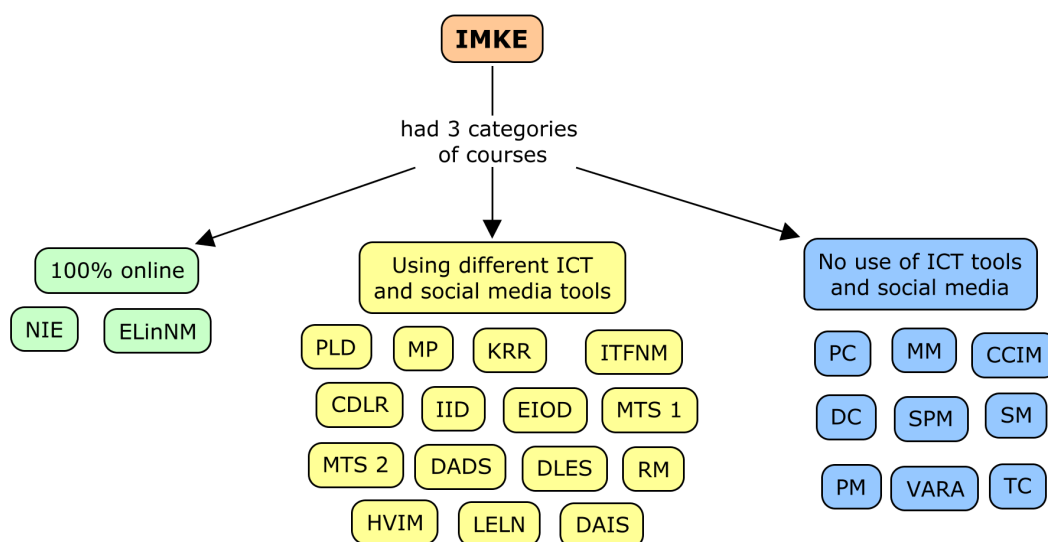 IMKE
had 3 categories
of courses
100% online
NIE
ELinNM
Using different ICT
and social media tools
PLD
MP
KRR
ITFNM
CDLR
IID
EIOD
MTS 1
MTS 2
DADS
DLES
RM
HVIM
LELN
DAIS
No use of ICT tools
and social media
PC
MM
CCIM
DC
SPM
SM
PM
VARA
TC